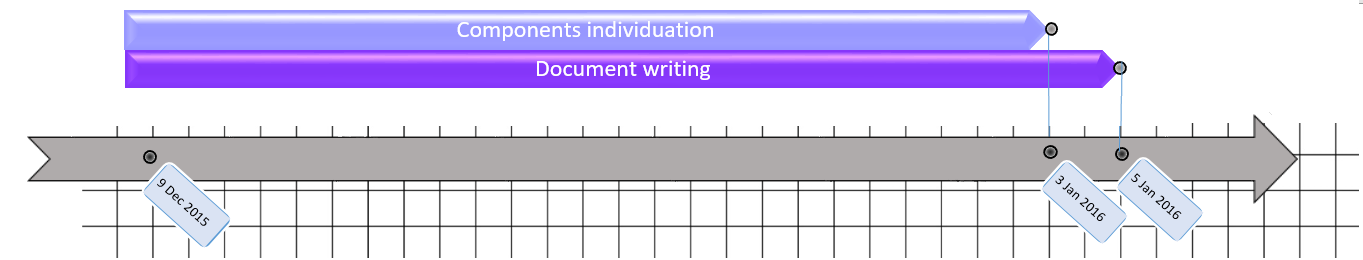 Components individuation
Document writing
9 Dec 2015
3 Jan 2016
5 Jan 2016